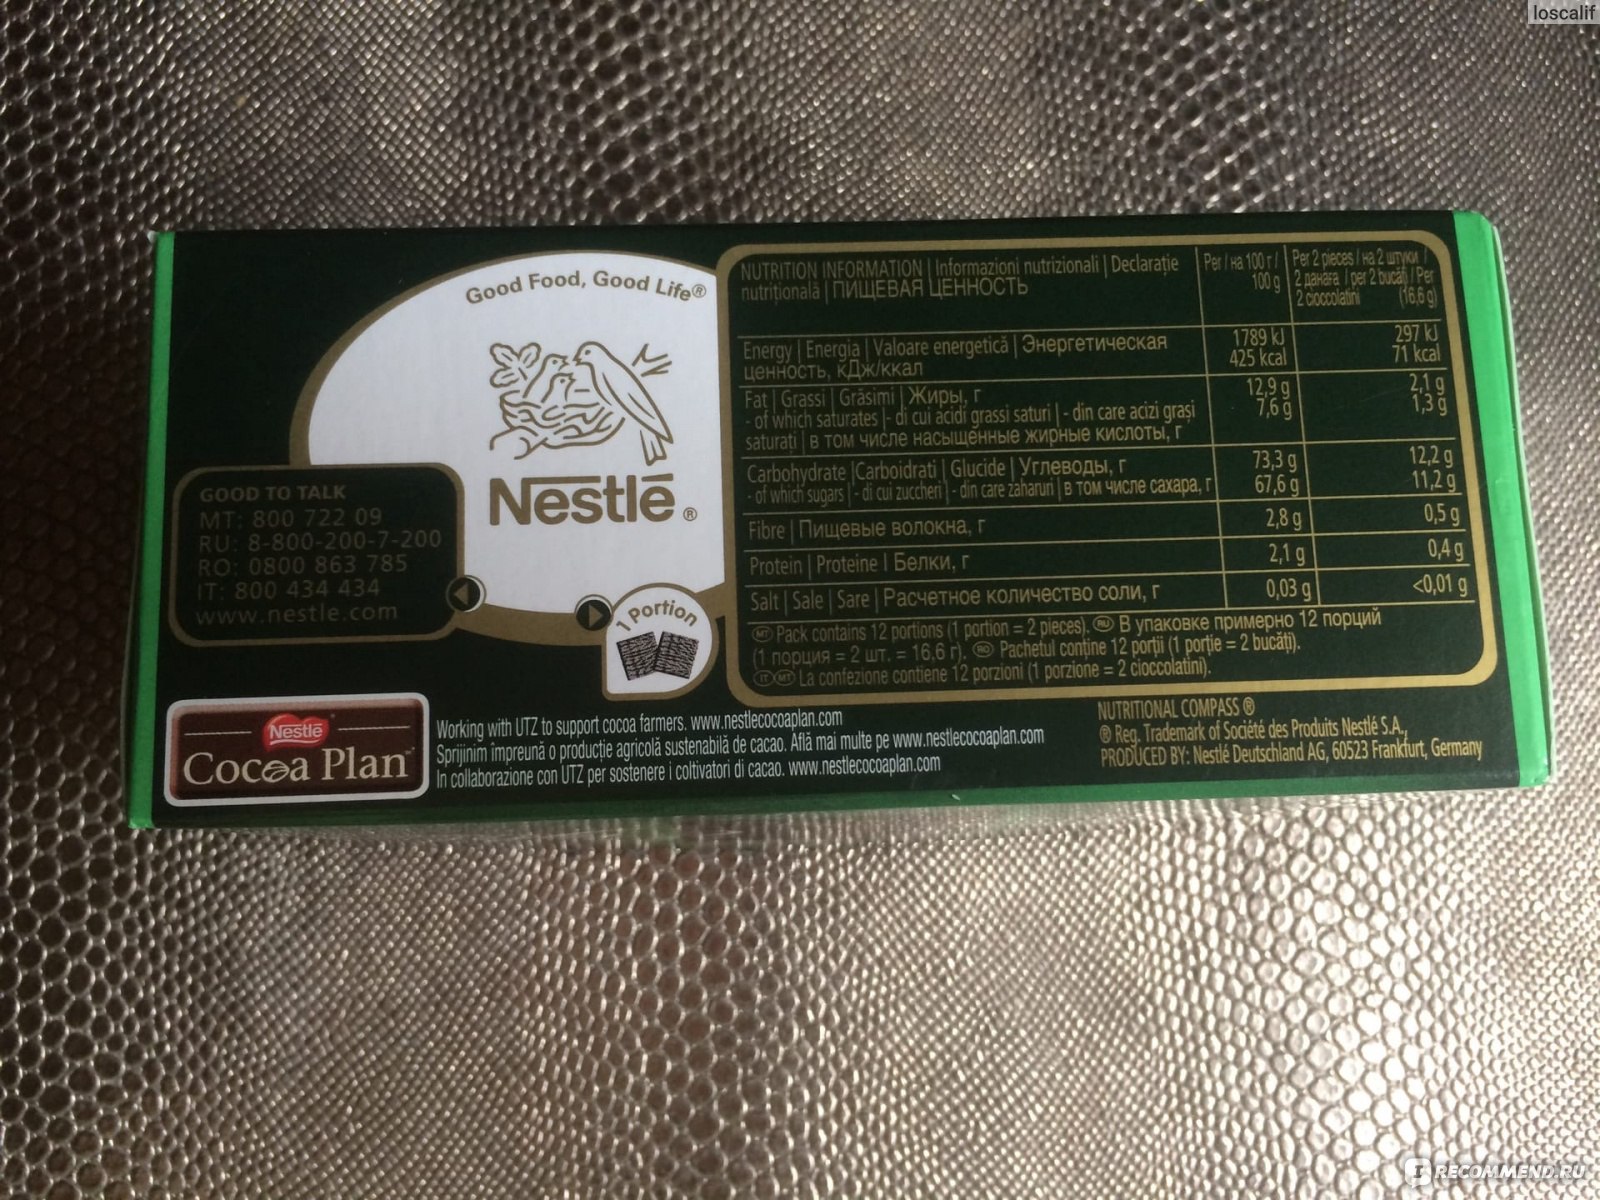 loscalif
Good Food, Good Life®
Nestlé®
GOOD TO TALK
MT: 800 722 09
RU: 8-800-200-7-200
RO: 0800 863 785
IT: 800 434 434
www.nestle.com
1 Portion
NUTRITION INFORMATION | Informazioni nutrizionali | Declarație
nutrițională | ПИЩЕВАЯ ЦЕННОСТЬ
Per / на 100 г /
100 g
Per 2 pieces / на 2 штуки /
2 данага / per 2 bucăți / Per
2 cioccolatini (16,6 g)
Energy | Energia | Valoare energetică | Энергетическая
ценность, кДж/ккал
1789 kJ 297 kJ
425 kcal 71 kcal
Fat | Grassi | Grăsimi | Жиры, г 12,9 g 2,1 g
- of which saturates |- di cui acidi grassi saturi | - din care acizi grași 7,6 g 1,3 g
saturați | в том числе насыщенные жирные кислоты, г
Carbohydrate |Carboidrati | Glucide | Углеводы, г 73,3 g 12,2 g
- of which sugars | - di cui zuccheri | - din care zaharuri | в том числе сахара, г 67,6 g 11,2 g
Fibre | Пищевые волокна, г 2,8 g 0,5 g
Protein | Proteine | Белки, г 2,1 g 0,4 g
Salt | Sale | Sare | Расчетное количество соли, г 0,03 g <0,01 g
MT Pack contains 12 portions (1 portion = 2 pieces). RU В упаковке примерно 12 порций
(1 порция = 2 шт. = 16,6 г). RO Pachetul conține 12 porții (1 porție = 2 bucăți).
IT MT La confezione contiene 12 porzioni (1 porzione = 2 cioccolatini).
Nestlé
Cocoa Plan™
Working with UTZ to support cocoa farmers. www.nestlecocoaplan.com
Sprijinim împreună o producție agricolă sustenabilă de cacao. Află mai multe pe www.nestlecocoaplan.com
In collaborazione con UTZ per sostenere i coltivatori di cacao. www.nestlecocoaplan.com
NUTRITIONAL COMPASS ®
® Reg. Trademark of Société des Produits Nestlé S.A.,
PRODUCED BY: Nestlé Deutschland AG, 60523 Frankfurt, Germany
RECOMMEND.RU